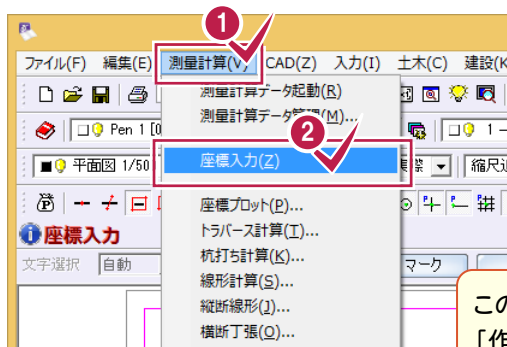 1
ファイル(F) 編集(E) 測量計算(V) CAD(Z) 入力(I) 土木(C) 建設(K
測量計算データ起動(R)
測量計算データ管理(M)...
Pen 1 [0
2
1
平面図 1/50
座標入力(Z)
縮尺
座標プロット(P)...
座標入力
トラバース計算(T)...
文字選択 自動
杭打ち計算(K)...
マーク
線形計算(S)...
縦断線形(J)...
横断丁張(O)...
この
「作